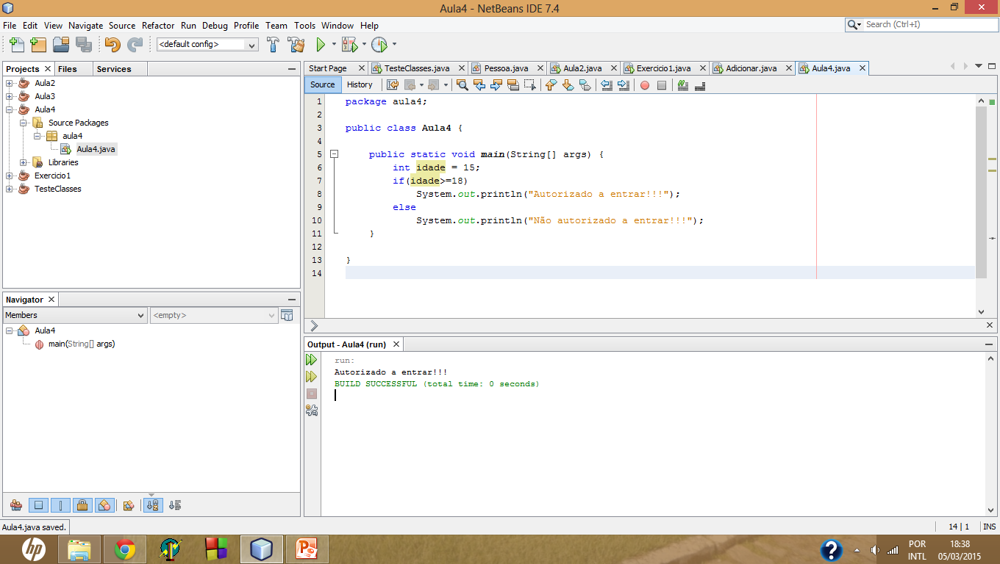 Aula4 - NetBeans IDE 7.4
File Edit View Navigate Source Refactor Run Debug Profile Team Tools Window Help
Search (Ctrl+I)
<default config>
Projects Files Services
Aula2
Aula3
Aula4
Source Packages
aula4
Aula4.java
Libraries
Exercicio1
TesteClasses
Navigator
Members <empty>
Aula4
main(String[] args)
Start Page TesteClasses.java Pessoa.java Aula2.java Exercicio1.java Adicionar.java Aula4.java
Source History
1 package aula4;
2
3 public class Aula4 {
4
5 public static void main(String[] args) {
6 int idade = 15;
7 if(idade>=18)
8 System.out.println("Autorizado a entrar!!!");
9 else
10 System.out.println("Não autorizado a entrar!!!");
11 }
12
13 }
14
Output - Aula4 (run)
run:
Autorizado a entrar!!!
BUILD SUCCESSFUL (total time: 0 seconds)
Aula4.java saved.
14 | 1 INS
hp
POR
INTL
18:38
05/03/2015